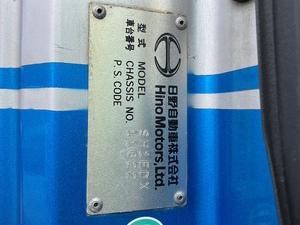 日野自動車株式会社
HinoMotors,Ltd.
型式 MODEL
車台番号 CHASSIS NO.
P. S. CODE